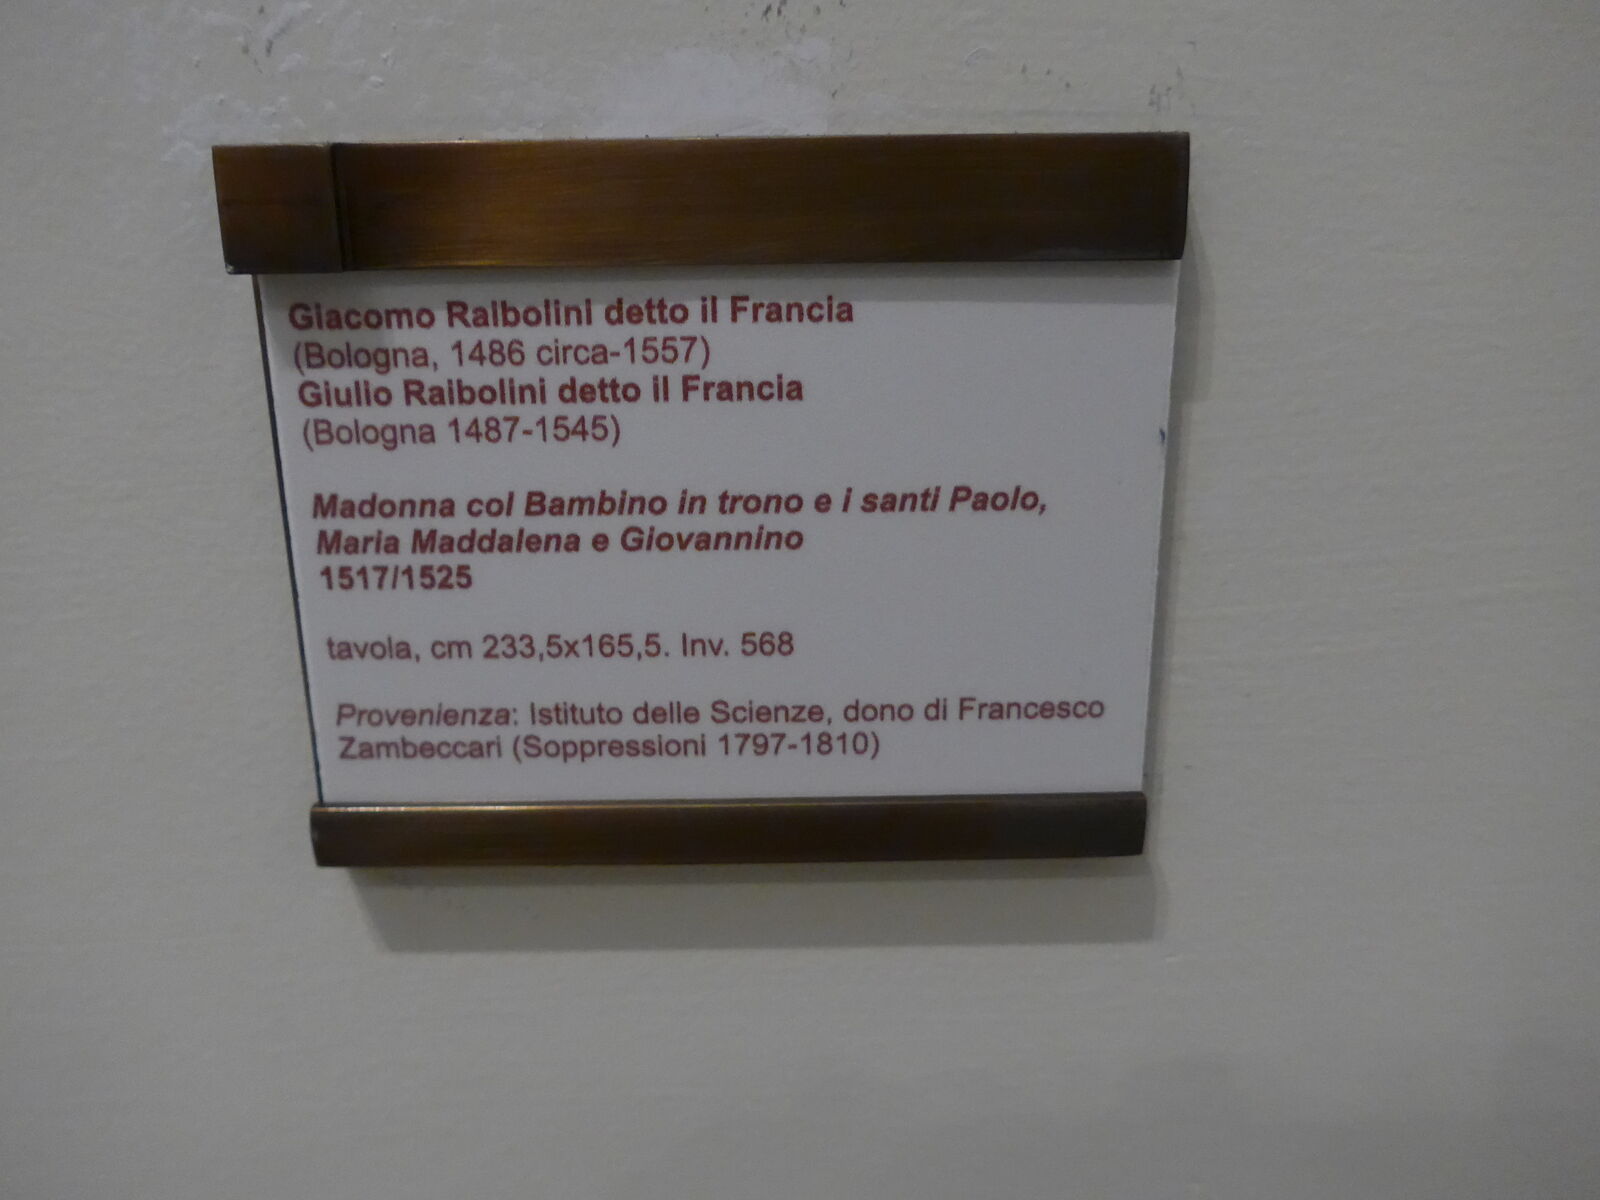 Giacomo Raibolini detto il Francia
(Bologna, 1486 circa-1557)
Giulio Raibolini detto il Francia
(Bologna 1487-1545)
Madonna col Bambino in trono e i santi Paolo,
Maria Maddalena e Giovannino
1517/1525
tavola, cm 233,5x165,5. Inv. 568
Provenienza: Istituto delle Scienze, dono di Francesco
Zambeccari (Soppressioni 1797-1810)